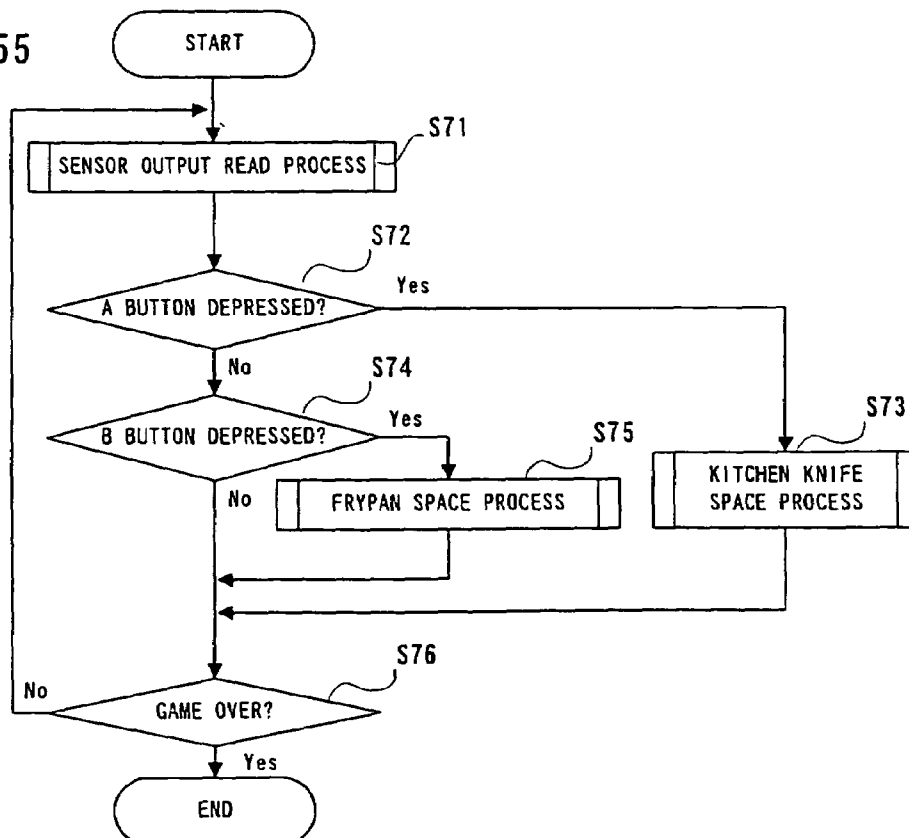 55
START
S71
SENSOR OUTPUT READ PROCESS
S72
A BUTTON DEPRESSED?
Yes
No
S74
B BUTTON DEPRESSED?
Yes
No
S75
FRYPAN SPACE PROCESS
S73
KITCHEN KNIFE
SPACE PROCESS
S76
GAME OVER?
No
Yes
END